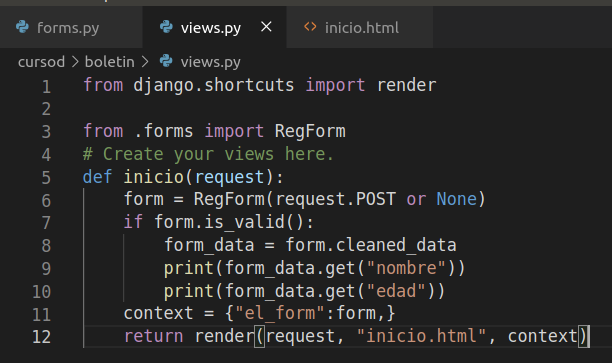 forms.py views.py × inicio.html
cursod > boletin > views.py
1 from django.shortcuts import render
2
3 from .forms import RegForm
4 # Create your views here.
5 def inicio(request):
6     form = RegForm(request.POST or None)
7     if form.is_valid():
8         form_data = form.cleaned_data
9         print(form_data.get("nombre"))
10         print(form_data.get("edad"))
11     context = {"el_form":form,}
12     return render(request, "inicio.html", context)